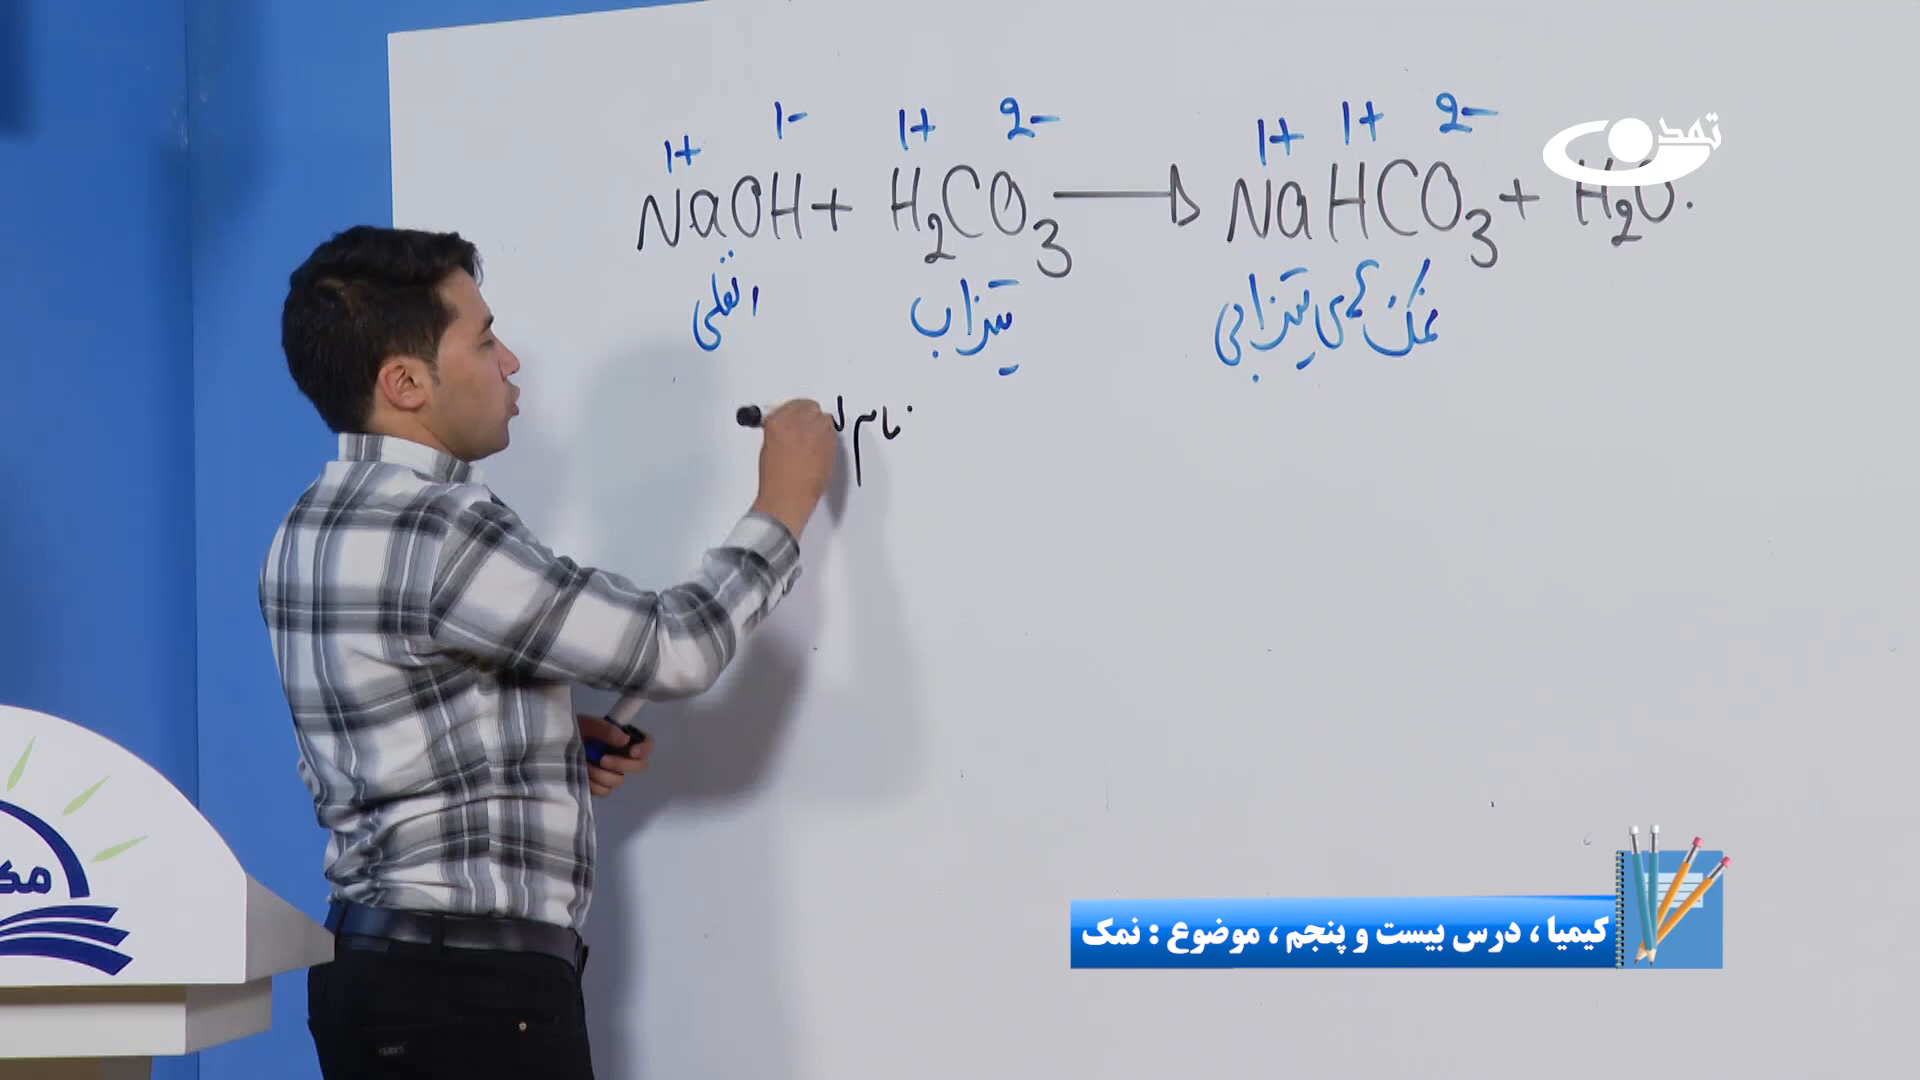 تمدن
1+ 1- 1+ 2- 1+ 1+ 2-
NaOH + H2CO3 → NaHCO3 + H2O.
القلی تیزاب نمک های تیزابی
نام
کیمیا ، درس بیست و پنجم ، موضوع : نمک